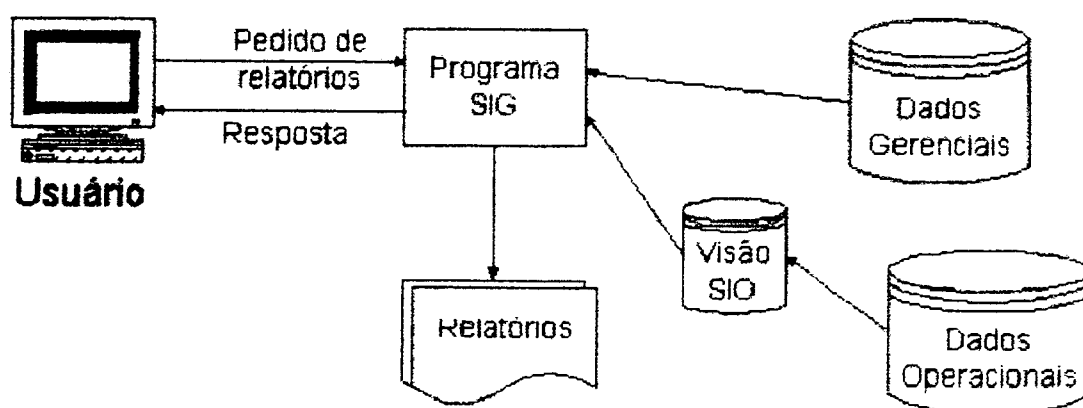 Pedido de
relatórios
Resposta
Usuário
Programa
SIG
Dados
Gerenciais
Visão
SIO
Relatórios
Dados
Operacionais